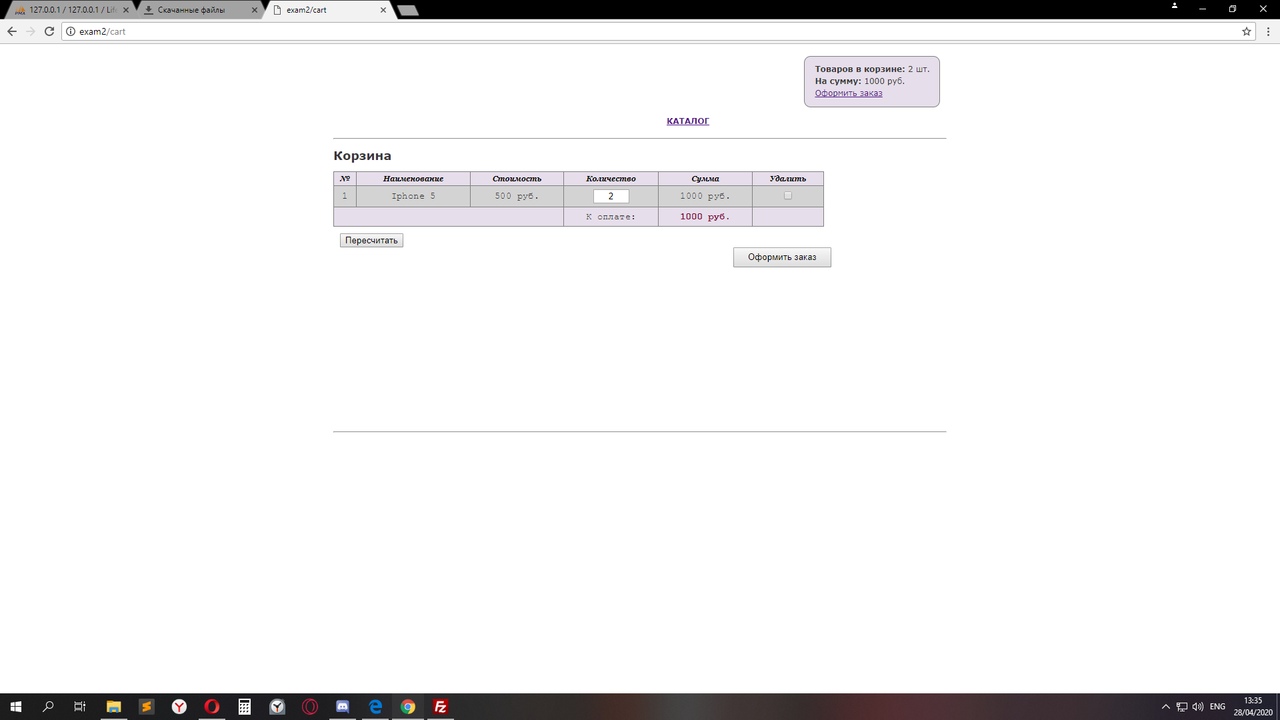 127.0.0.1 / 127.0.0.1 / Lif
Скачанные файлы
exam2/cart
exam2/cart
Товаров в корзине: 2 шт.
На сумму: 1000 руб.
Оформить заказ
КАТАЛОГ
Корзина
№ Наименование Стоимость Количество Сумма Удалить
1 Iphone 5 500 руб. 2 1000 руб.
К оплате: 1000 руб.
Пересчитать
Оформить заказ
13:35
ENG
28/04/2020